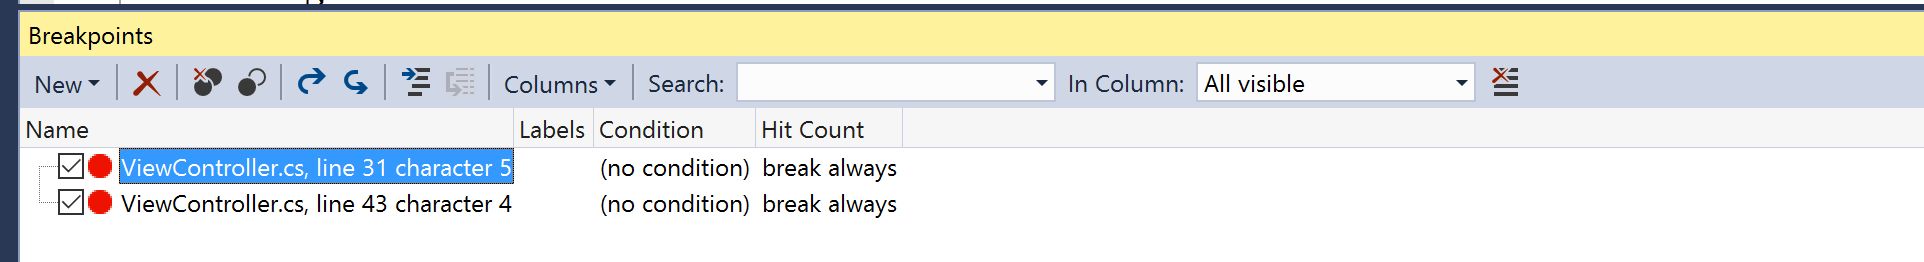 Breakpoints
New Columns Search: In Column: All visible
Name Labels Condition Hit Count
ViewController.cs, line 31 character 5 (no condition) break always
ViewController.cs, line 43 character 4 (no condition) break always